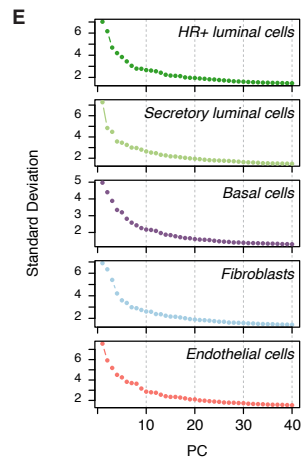 E
HR+ luminal cells
6
4
2
Secretory luminal cells
6
4
2
Basal cells
5
4
3
2
Fibroblasts
6
4
2
Endothelial cells
6
4
2
10 20 30 40
PC
Standard Deviation